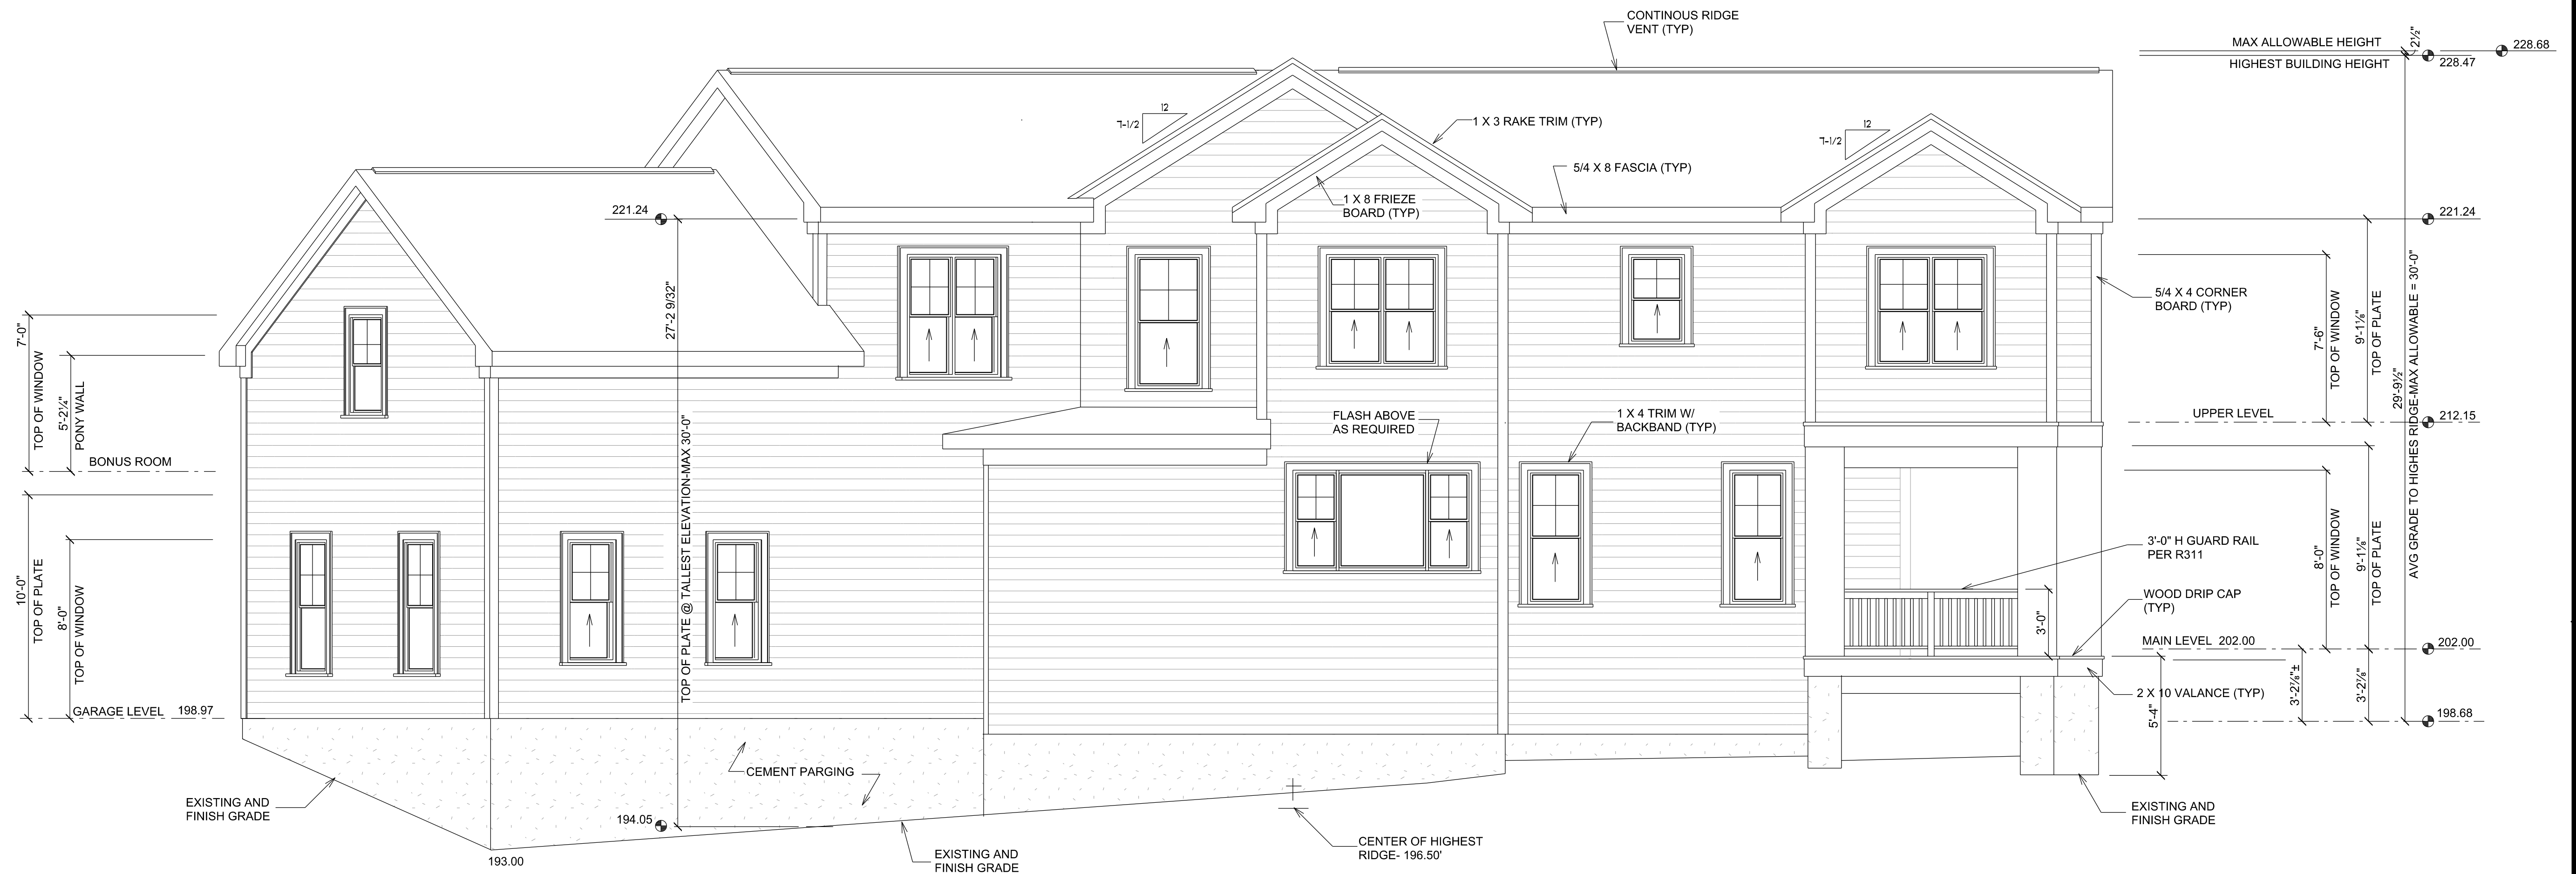 CONTINOUS RIDGE
VENT (TYP)
MAX ALLOWABLE HEIGHT
2½"
228.68
HIGHEST BUILDING HEIGHT
228.47
12
7-1/2
1 X 3 RAKE TRIM (TYP)
12
7-1/2
5/4 X 8 FASCIA (TYP)
1 X 8 FRIEZE
BOARD (TYP)
221.24
221.24
27'-2 9/32"
TOP OF PLATE @ TALLEST ELEVATION-MAX 30'-0"
5/4 X 4 CORNER
BOARD (TYP)
7'-6"
TOP OF WINDOW
9'-1⅛"
TOP OF PLATE
29'-9½"
AVG GRADE TO HIGHES RIDGE-MAX ALLOWABLE = 30'-0"
7'-0"
TOP OF WINDOW
5'-2¼"
PONY WALL
BONUS ROOM
FLASH ABOVE
AS REQUIRED
1 X 4 TRIM W/
BACKBAND (TYP)
UPPER LEVEL
212.15
10'-0"
TOP OF PLATE
8'-0"
TOP OF WINDOW
8'-0"
TOP OF WINDOW
9'-1⅛"
TOP OF PLATE
3'-0" H GUARD RAIL
PER R311
WOOD DRIP CAP
(TYP)
3'-0"
MAIN LEVEL 202.00
202.00
GARAGE LEVEL 198.97
2 X 10 VALANCE (TYP)
3'-2⅞"±
3'-2⅞"
5'-4"
198.68
CEMENT PARGING
EXISTING AND
FINISH GRADE
194.05
193.00
EXISTING AND
FINISH GRADE
CENTER OF HIGHEST
RIDGE- 196.50'
EXISTING AND
FINISH GRADE